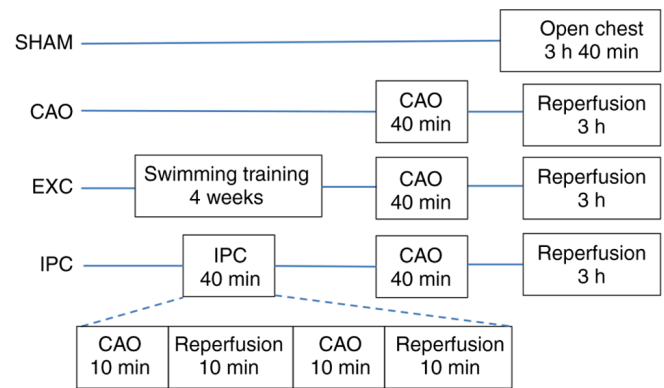 SHAM
Open chest
3 h 40 min
CAO
CAO
40 min
Reperfusion
3 h
EXC
Swimming training
4 weeks
CAO
40 min
Reperfusion
3 h
IPC
IPC
40 min
CAO
40 min
Reperfusion
3 h
CAO
10 min
Reperfusion
10 min
CAO
10 min
Reperfusion
10 min